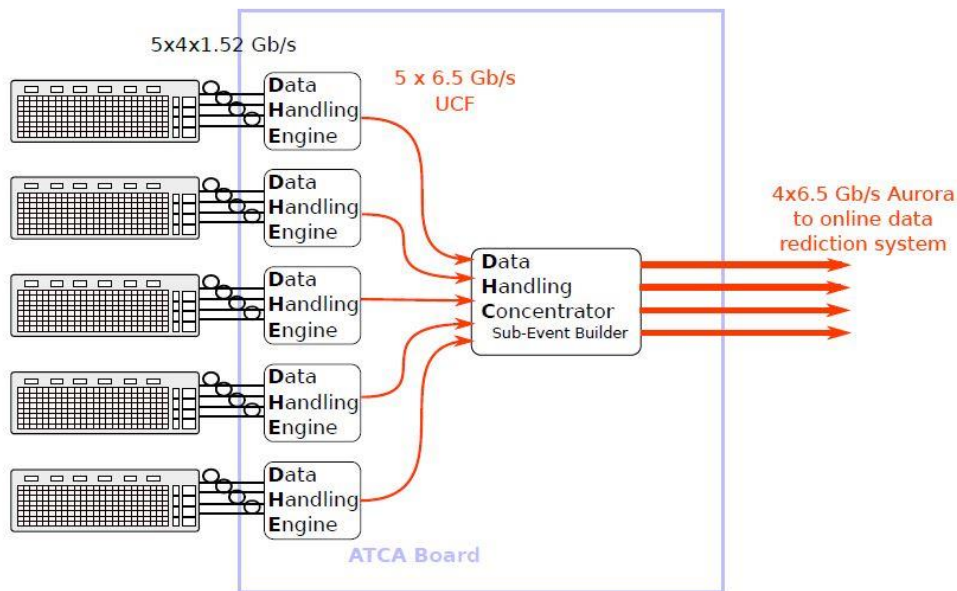 5x4x1.52 Gb/s
Data
Handling
Engine
5 x 6.5 Gb/s
UCF
Data
Handling
Engine
Data
Handling
Engine
Data
Handling
Engine
Data
Handling
Engine
Data
Handling
Concentrator
Sub-Event Builder
4x6.5 Gb/s Aurora
to online data
rediction system
ATCA Board